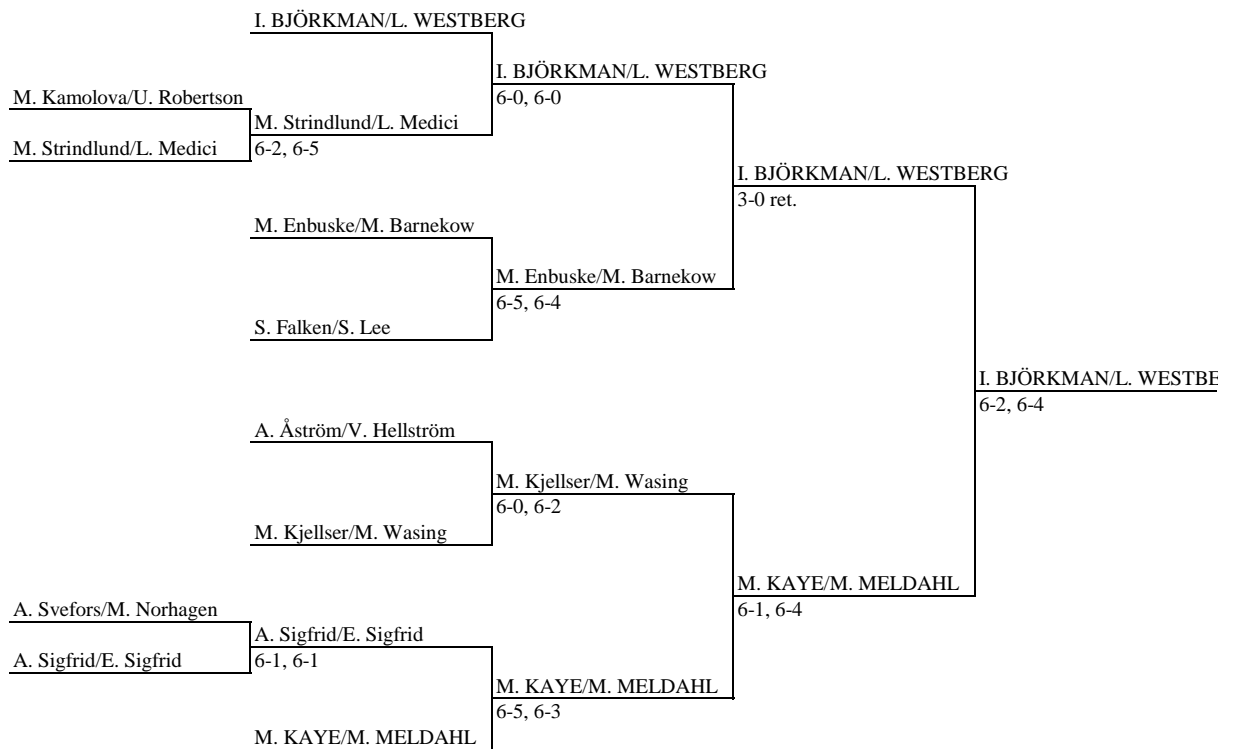 I. BJÖRKMAN/L. WESTBERG
I. BJÖRKMAN/L. WESTBERG
M. Kamolova/U. Robertson
6-0, 6-0
M. Strindlund/L. Medici
M. Strindlund/L. Medici
6-2, 6-5
I. BJÖRKMAN/L. WESTBERG
3-0 ret.
M. Enbuske/M. Barnekow
M. Enbuske/M. Barnekow
6-5, 6-4
S. Falken/S. Lee
I. BJÖRKMAN/L. WESTBE
6-2, 6-4
A. Åström/V. Hellström
M. Kjellser/M. Wasing
6-0, 6-2
M. Kjellser/M. Wasing
M. KAYE/M. MELDAHL
6-1, 6-4
A. Svefors/M. Norhagen
A. Sigfrid/E. Sigfrid
A. Sigfrid/E. Sigfrid
6-1, 6-1
M. KAYE/M. MELDAHL
6-5, 6-3
M. KAYE/M. MELDAHL